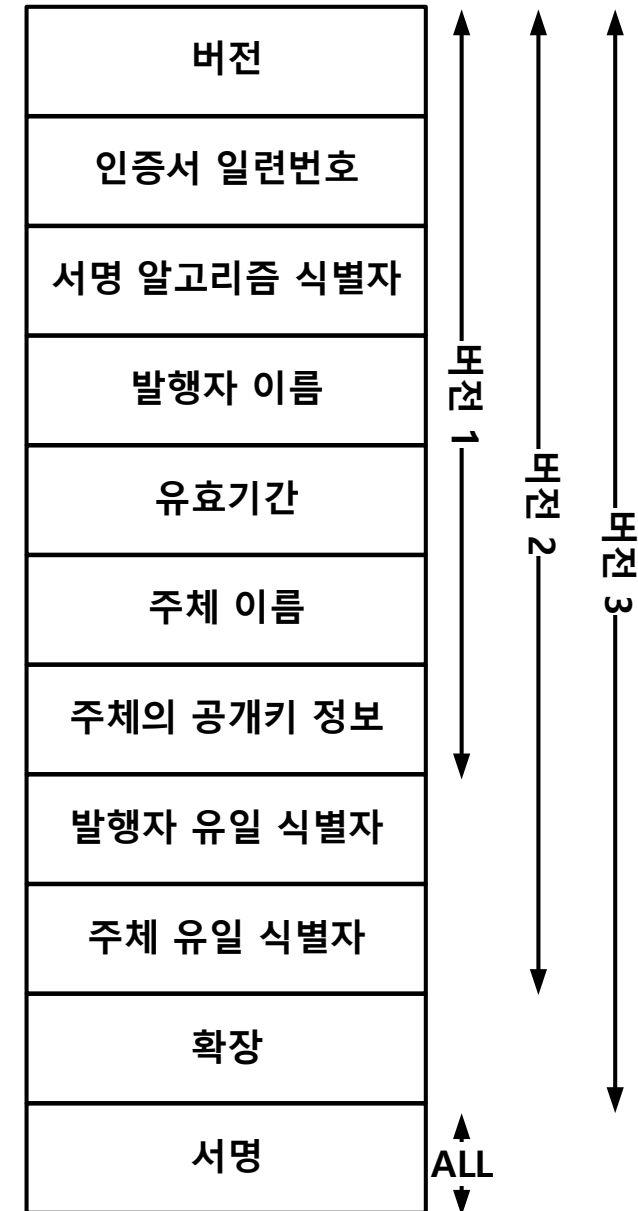 버전
인증서 일련번호
서명 알고리즘 식별자
발행자 이름
유효기간
주체 이름
주체의 공개키 정보
발행자 유일 식별자
주체 유일 식별자
확장
서명
버전 1
버전 2
버전 3
ALL